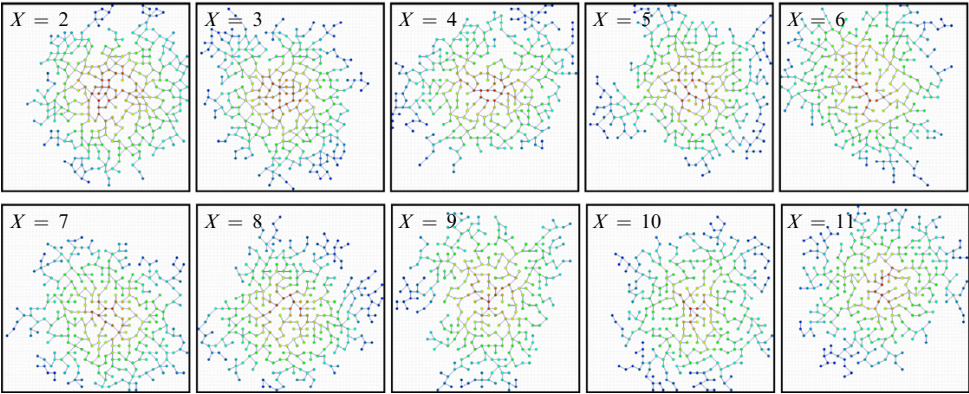 X = 2
X = 3
X = 4
X = 5
X = 6
X = 7
X = 8
X = 9
X = 10
X = 11